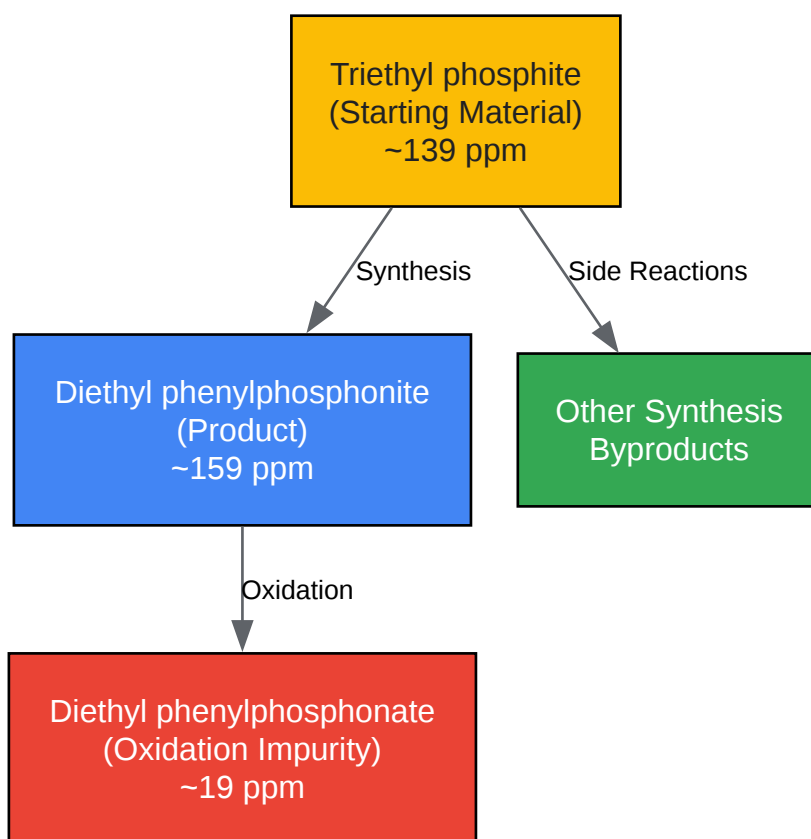 Triethyl phosphite
(Starting Material)
~139 ppm
Synthesis
Side Reactions
Diethyl phenylphosphonite
(Product)
~159 ppm
Other Synthesis
Byproducts
Oxidation
Diethyl phenylphosphonate
(Oxidation Impurity)
~19 ppm